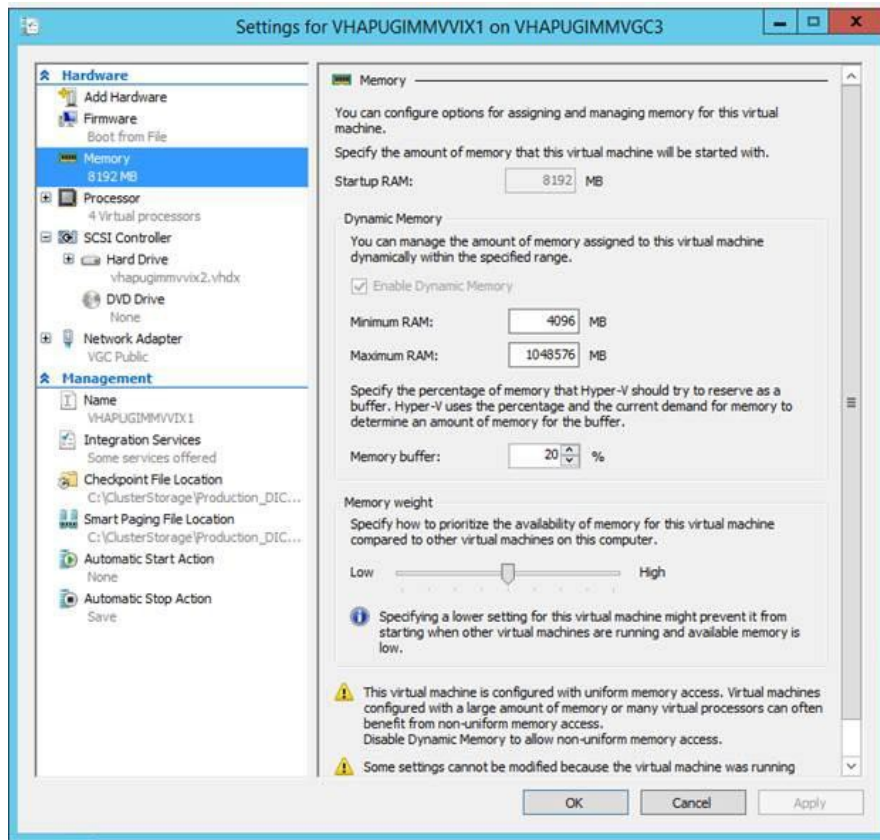 Settings for VHAPUGIMMVVIX1 on VHAPUGIMMVGC3
Hardware
Add Hardware
Firmware
Boot from File
Memory
8192 MB
Processor
4 Virtual processors
SCSI Controller
Hard Drive
vhapugimmvvix2.vhdx
DVD Drive
None
Network Adapter
VGC Public
Management
Name
VHAPUGIMMVVIX1
Integration Services
Some services offered
Checkpoint File Location
C:\ClusterStorage\Production_DIC...
Smart Paging File Location
C:\ClusterStorage\Production_DIC...
Automatic Start Action
None
Automatic Stop Action
Save
Memory
You can configure options for assigning and managing memory for this virtual
machine.
Specify the amount of memory that this virtual machine will be started with.
Startup RAM: 8192 MB
Dynamic Memory
You can manage the amount of memory assigned to this virtual machine
dynamically within the specified range.
Enable Dynamic Memory
Minimum RAM: 4096 MB
Maximum RAM: 1048576 MB
Specify the percentage of memory that Hyper-V should try to reserve as a
buffer. Hyper-V uses the percentage and the current demand for memory to
determine an amount of memory for the buffer.
Memory buffer: 20 %
Memory weight
Specify how to prioritize the availability of memory for this virtual machine
compared to other virtual machines on this computer.
Low High
Specifying a lower setting for this virtual machine might prevent it from
starting when other virtual machines are running and available memory is
low.
This virtual machine is configured with uniform memory access. Virtual machines
configured with a large amount of memory or many virtual processors can often
benefit from non-uniform memory access.
Disable Dynamic Memory to allow non-uniform memory access.
Some settings cannot be modified because the virtual machine was running
OK Cancel Apply